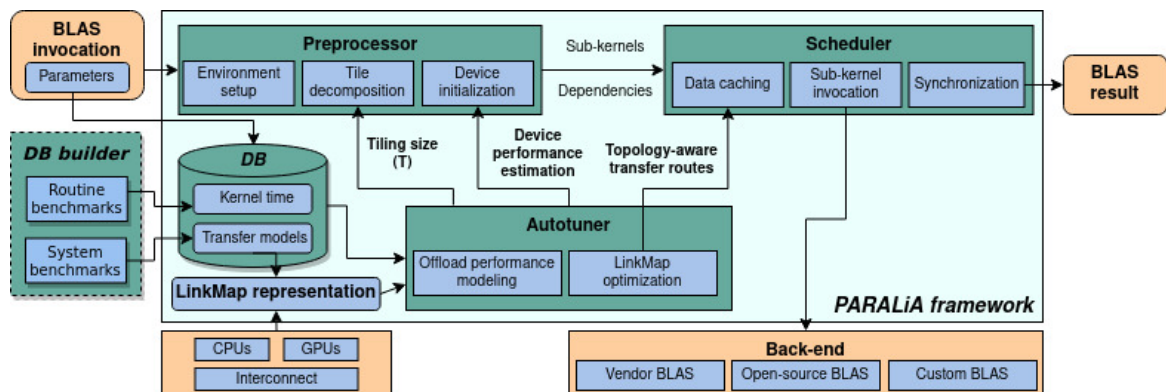 BLAS
invocation
Parameters
Preprocessor
Environment
setup
Tile
decomposition
Device
initialization
Sub-kernels
Dependencies
Scheduler
Data caching
Sub-kernel
invocation
Synchronization
BLAS
result
DB builder
Routine
benchmarks
System
benchmarks
DB
Kernel time
Transfer models
LinkMap representation
Tiling size
(T)
Device
performance
estimation
Topology-aware
transfer routes
Autotuner
Offload performance
modeling
LinkMap
optimization
PARALiA framework
CPUs
GPUs
Interconnect
Back-end
Vendor BLAS
Open-source BLAS
Custom BLAS